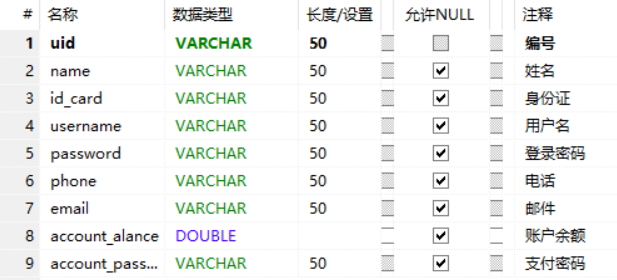 # 名称 数据类型 长度/设置 允许NULL 注释
1 uid VARCHAR 50 编号
2 name VARCHAR 50 姓名
3 id_card VARCHAR 50 身份证
4 username VARCHAR 50 用户名
5 password VARCHAR 50 登录密码
6 phone VARCHAR 50 电话
7 email VARCHAR 50 邮件
8 account_alance DOUBLE 账户余额
9 account_pass... VARCHAR 50 支付密码